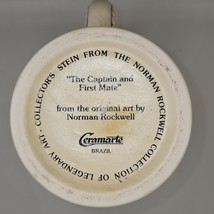 COLLECTOR'S STEIN FROM THE NORMAN ROCKWELL COLLECTION OF LEGENDARY ART ·
"The Captain and
First Mate"
from the original art by
Norman Rockwell
Ceramarte
BRAZIL